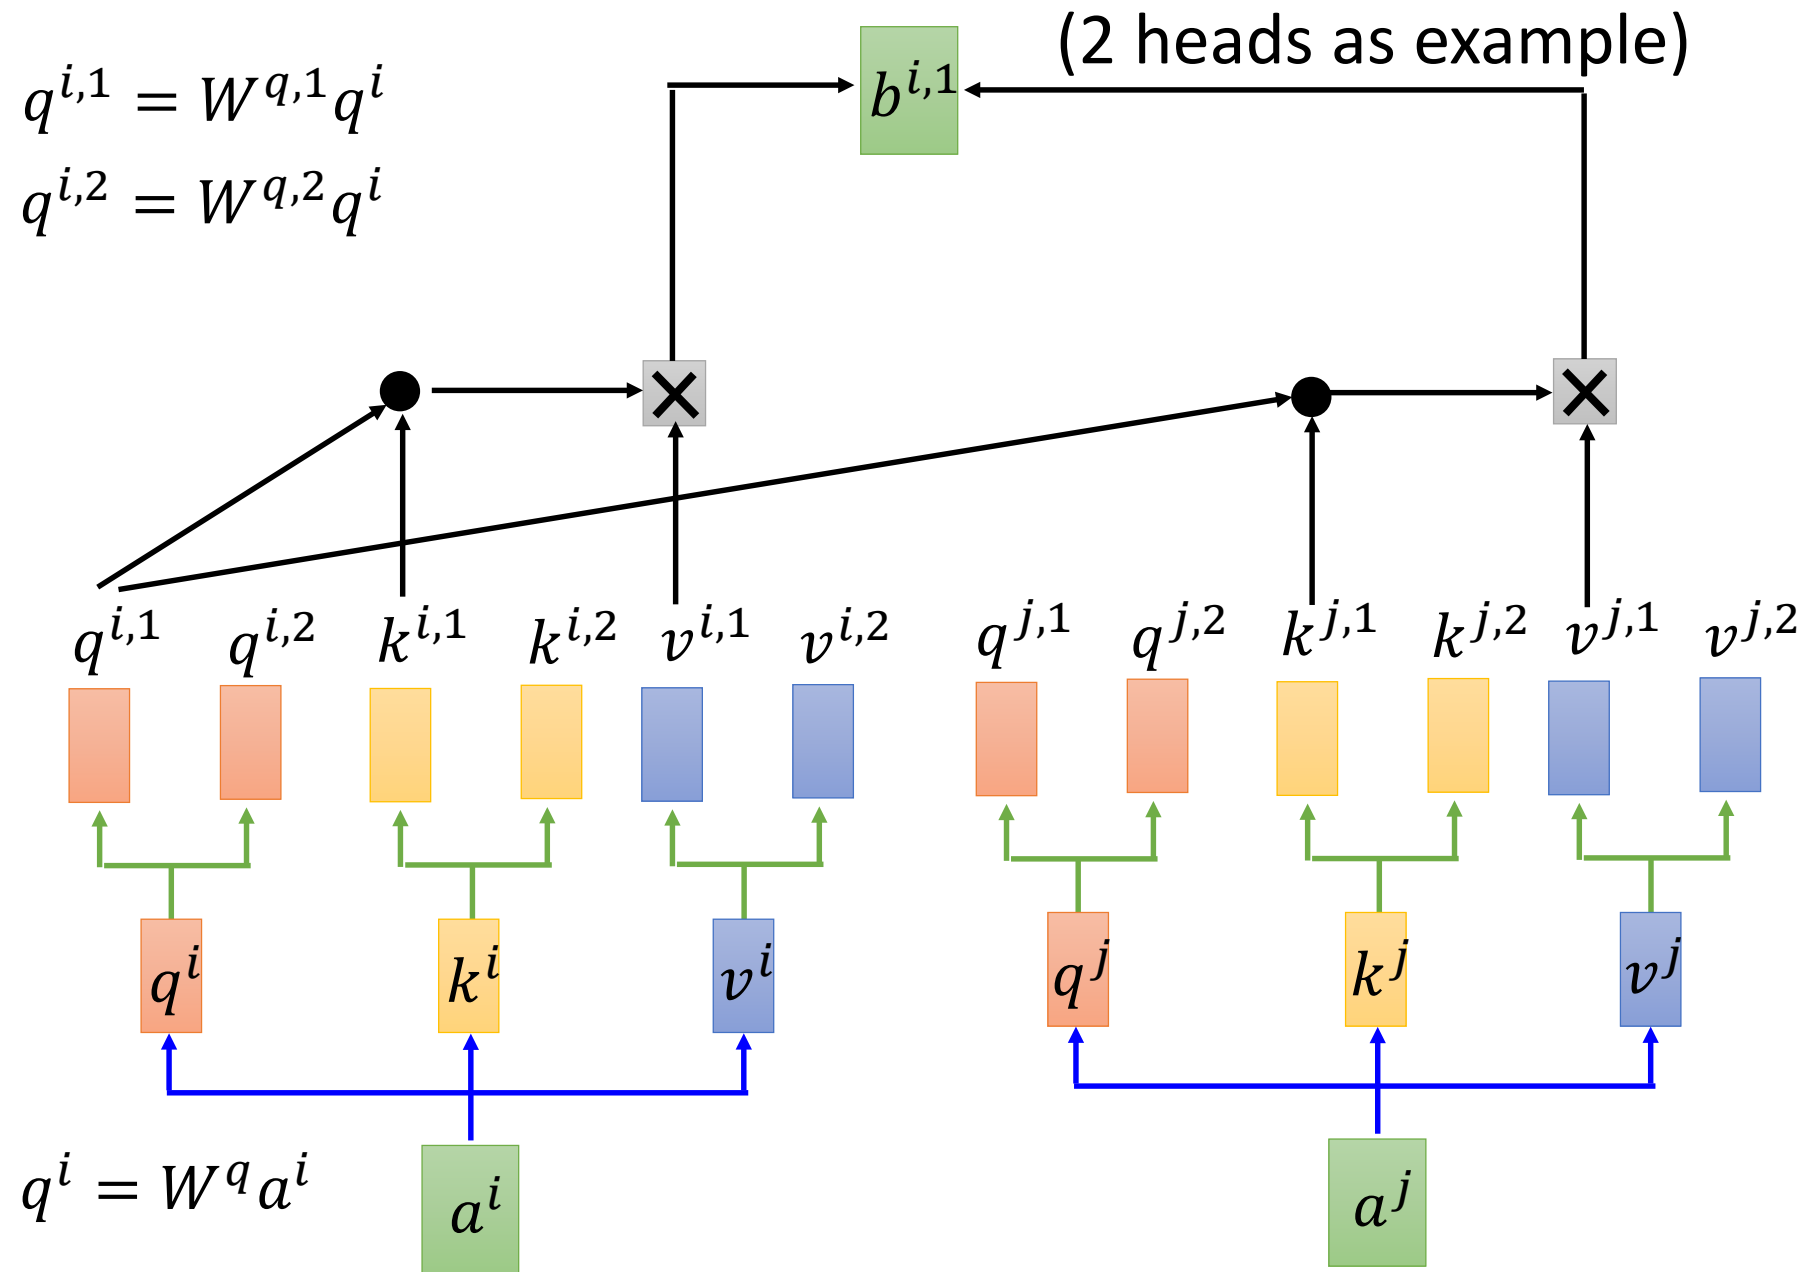 (2 heads as example)
q^{i,1} = W^{q,1}q^i
b^{i,1}
q^{i,2} = W^{q,2}q^i
q^{i,1} q^{i,2} k^{i,1} k^{i,2} v^{i,1} v^{i,2} q^{j,1} q^{j,2} k^{j,1} k^{j,2} v^{j,1} v^{j,2}
q^i k^i v^i q^j k^j v^j
q^i = W^q a^i
a^i a^j